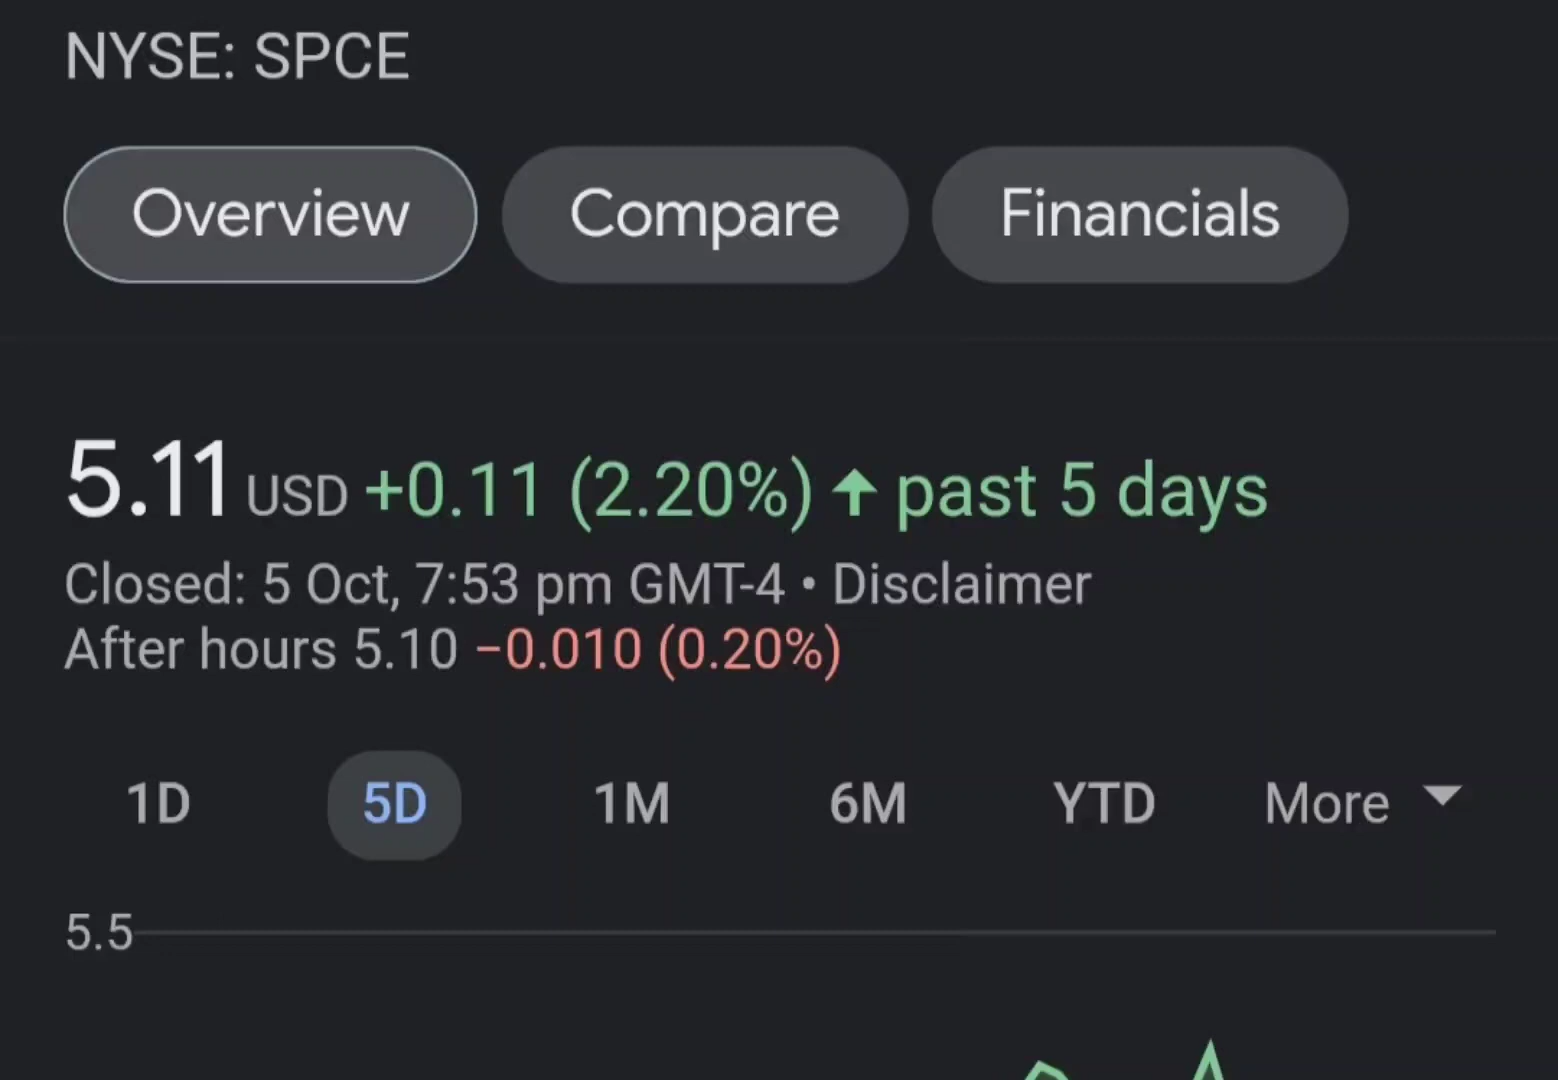 NYSE: SPCE
Overview Compare Financials
5.11 USD +0.11 (2.20%) ↑ past 5 days
Closed: 5 Oct, 7:53 pm GMT-4 • Disclaimer
After hours 5.10 −0.010 (0.20%)
1D 5D 1M 6M YTD More
5.5